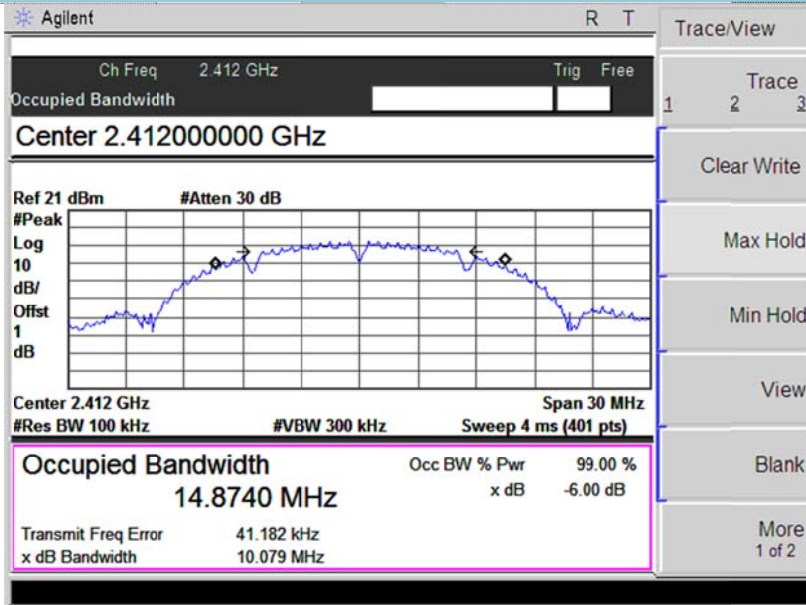 Agilent R T
Ch Freq 2.412 GHz Trig Free
Occupied Bandwidth
Center 2.412000000 GHz
Ref 21 dBm #Atten 30 dB
#Peak
Log
10
dB/
Offst
1
dB
Center 2.412 GHz Span 30 MHz
#Res BW 100 kHz #VBW 300 kHz Sweep 4 ms (401 pts)
Occupied Bandwidth Occ BW % Pwr 99.00 %
14.8740 MHz x dB -6.00 dB
Transmit Freq Error 41.182 kHz
x dB Bandwidth 10.079 MHz
Trace/View
Trace
1 2 3
Clear Write
Max Hold
Min Hold
View
Blank
More
1 of 2